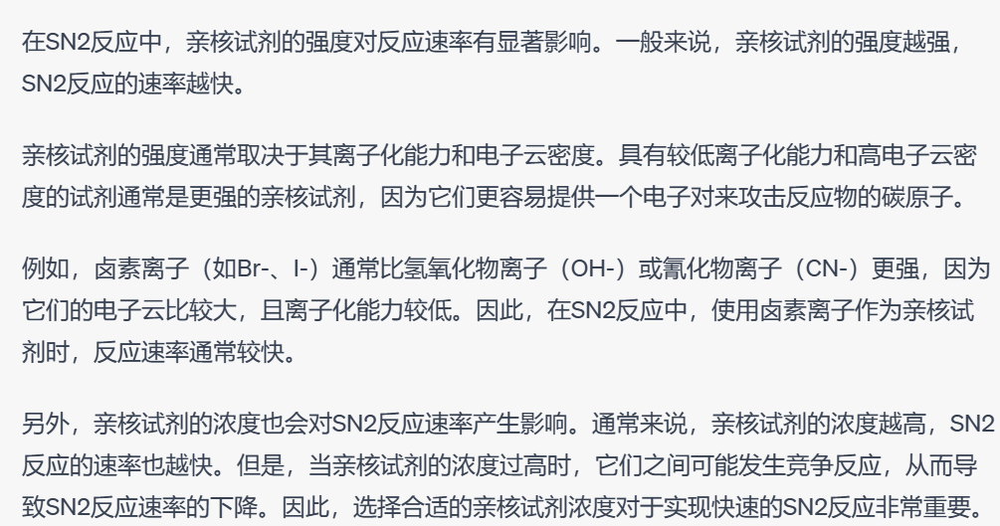 在SN2反应中，亲核试剂的强度对反应速率有显著影响。一般来说，亲核试剂的强度越强，
SN2反应的速率越快。
亲核试剂的强度通常取决于其离子化能力和电子云密度。具有较低离子化能力和高电子云密
度的试剂通常是更强的亲核试剂，因为它们更容易提供一个电子对来攻击反应物的碳原子。
例如，卤素离子（如Br-、I-）通常比氢氧化物离子（OH-）或氰化物离子（CN-）更强，因为
它们的电子云比较大，且离子化能力较低。因此，在SN2反应中，使用卤素离子作为亲核试
剂时，反应速率通常较快。
另外，亲核试剂的浓度也会对SN2反应速率产生影响。通常来说，亲核试剂的浓度越高，SN2
反应的速率也越快。但是，当亲核试剂的浓度过高时，它们之间可能发生竞争反应，从而导
致SN2反应速率的下降。因此，选择合适的亲核试剂浓度对于实现快速的SN2反应非常重要。